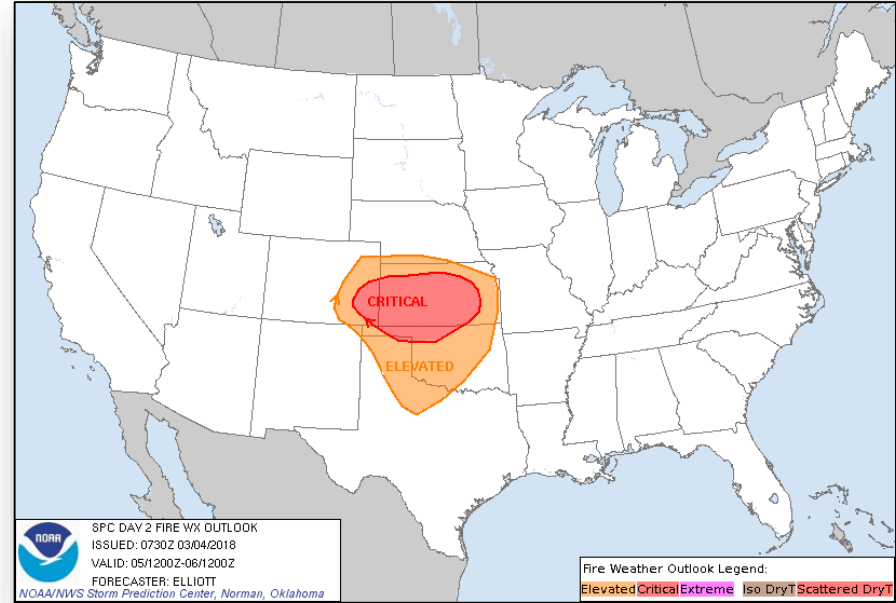 CRITICAL
ELEVATED
NOAA
SPC DAY 2 FIRE WX OUTLOOK
ISSUED: 0730Z 03/04/2018
VALID: 05/1200Z-06/1200Z
FORECASTER: ELLIOTT
NOAA/NWS Storm Prediction Center, Norman, Oklahoma
Fire Weather Outlook Legend:
Elevated Critical Extreme Iso DryT Scattered DryT